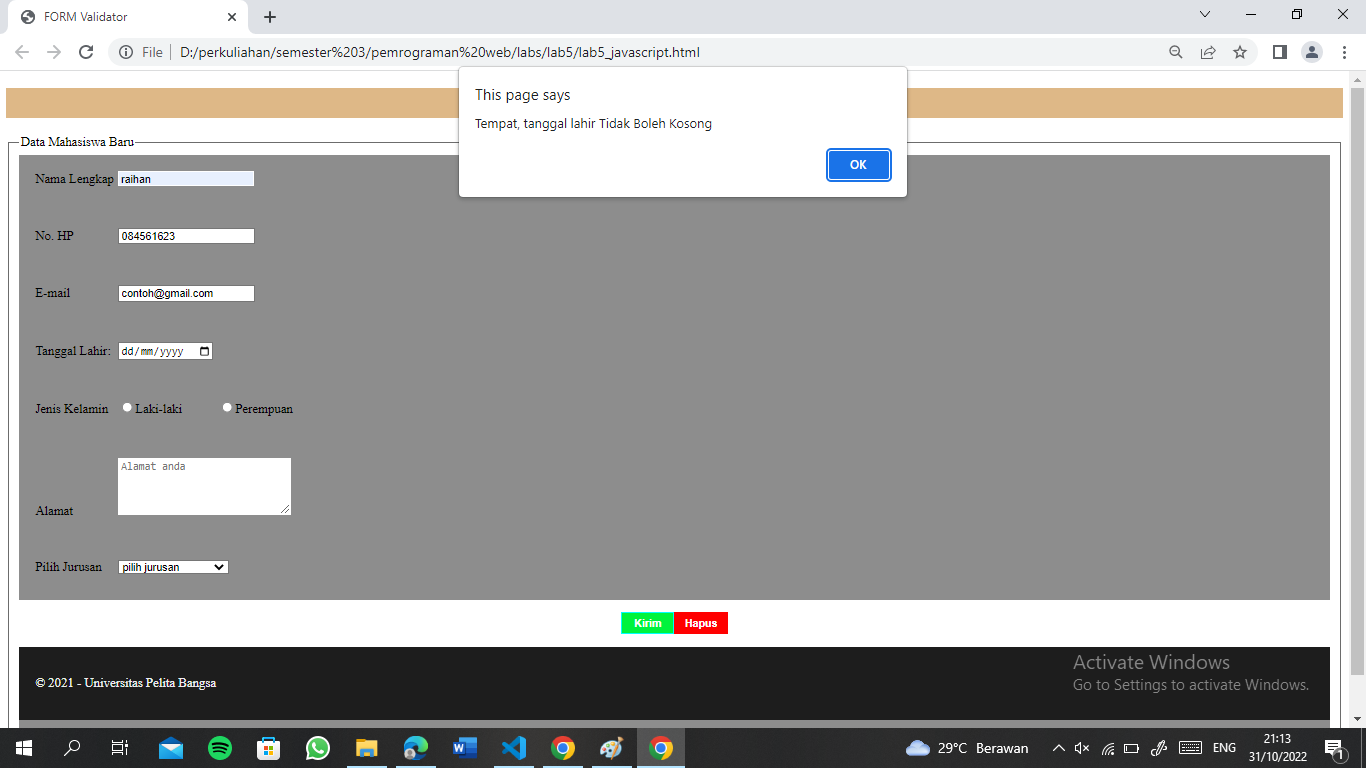 FORM Validator
File
D:/perkuliahan/semester%203/pemrograman%20web/labs/lab5/lab5_javascript.html
This page says
Tempat, tanggal lahir Tidak Boleh Kosong
OK
Data Mahasiswa Baru
Nama Lengkap raihan
No. HP 084561623
E-mail contoh@gmail.com
Tanggal Lahir: dd/mm/yyyy
Jenis Kelamin Laki-laki Perempuan
Alamat anda
Alamat
Pilih Jurusan pilih jurusan
Kirim Hapus
© 2021 - Universitas Pelita Bangsa
Activate Windows
Go to Settings to activate Windows.
29°C Berawan
ENG
21:13
31/10/2022
1